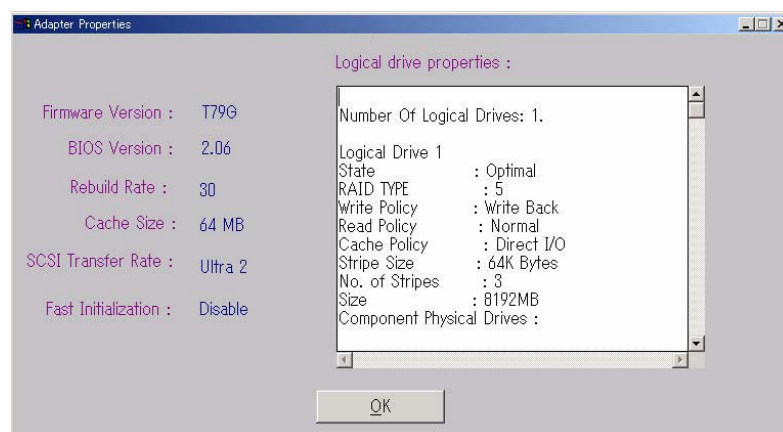 Adapter Properties
Firmware Version : T79G
BIOS Version : 2.06
Rebuild Rate : 30
Cache Size : 64 MB
SCSI Transfer Rate : Ultra 2
Fast Initialization : Disable
Logical drive properties :
Number Of Logical Drives: 1.
Logical Drive 1
State : Optimal
RAID TYPE : 5
Write Policy : Write Back
Read Policy : Normal
Cache Policy : Direct I/O
Stripe Size : 64K Bytes
No. of Stripes : 3
Size : 8192MB
Component Physical Drives :
OK